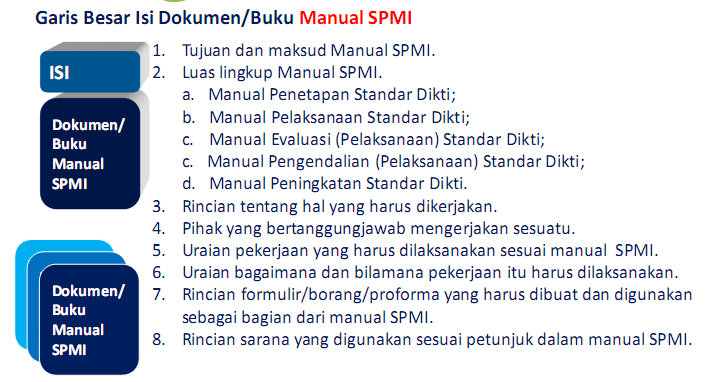 Garis Besar Isi Dokumen/Buku Manual SPMI
ISI
Dokumen/
Buku
Manual
SPMI
1. Tujuan dan maksud Manual SPMI.
2. Luas lingkup Manual SPMI.
a. Manual Penetapan Standar Dikti;
b. Manual Pelaksanaan Standar Dikti;
c. Manual Evaluasi (Pelaksanaan) Standar Dikti;
c. Manual Pengendalian (Pelaksanaan) Standar Dikti;
d. Manual Peningkatan Standar Dikti.
3. Rincian tentang hal yang harus dikerjakan.
4. Pihak yang bertanggungjawab mengerjakan sesuatu.
5. Uraian pekerjaan yang harus dilaksanakan sesuai manual SPMI.
6. Uraian bagaimana dan bilamana pekerjaan itu harus dilaksanakan.
7. Rincian formulir/borang/proforma yang harus dibuat dan digunakan
sebagai bagian dari manual SPMI.
8. Rincian sarana yang digunakan sesuai petunjuk dalam manual SPMI.
Dokumen/
Buku
Manual
SPMI